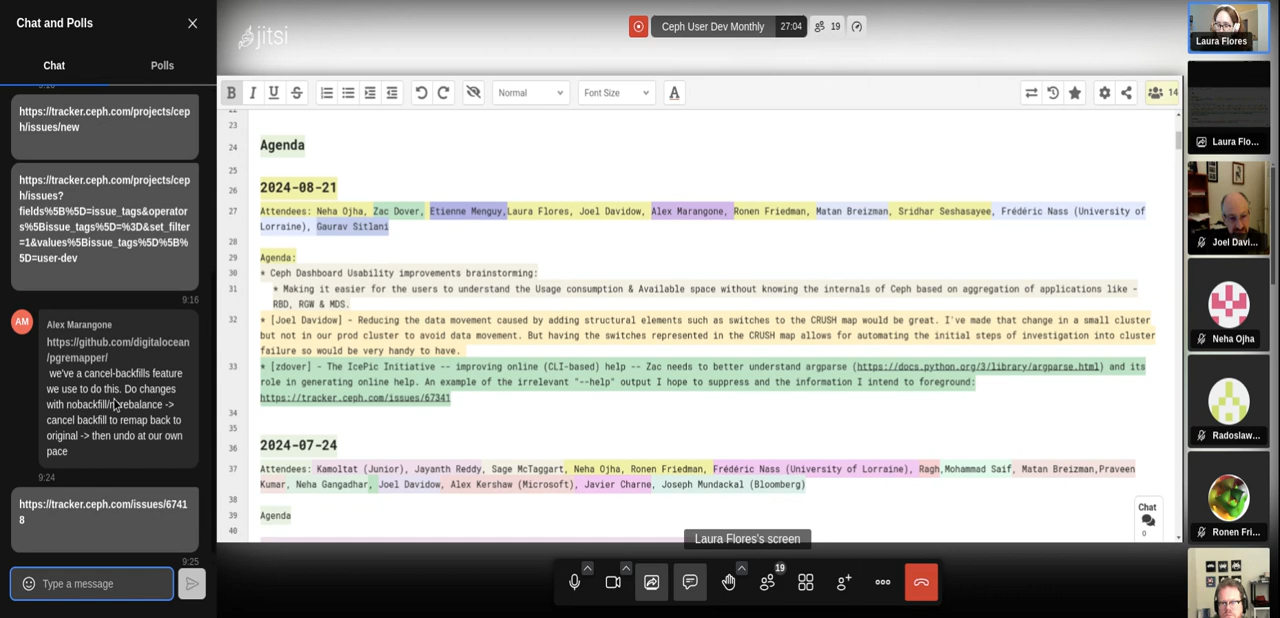 Chat and Polls
Chat
Polls
https://tracker.ceph.com/projects/cep
h/issues/new
https://tracker.ceph.com/projects/cep
h/issues?
fields%5B%5D=issue_tags&operator
s%5Bissue_tags%5D=%3D&set_filter
=1&values%5Bissue_tags%5D%5B%
5D=user-dev
9:16
AM
Alex Marangone
https://github.com/digitalocean
/pgremapper/
we've a cancel-backfills feature
we use to do this. Do changes
with nobackfill/norebalance ->
cancel backfill to remap back to
original -> then undo at our own
pace
9:24
https://tracker.ceph.com/issues/6741
8
9:25
Type a message
jitsi
Ceph User Dev Monthly
27:04
19
Normal
Font Size
14
23
24 Agenda
25
26 2024-08-21
27 Attendees: Neha Ojha, Zac Dover, Etienne Menguy,Laura Flores, Joel Davidow, Alex Marangone, Ronen Friedman, Matan Breizman, Sridhar Seshasayee, Frédéric Nass (University of
Lorraine), Gaurav Sitlani
28
29 Agenda:
30 * Ceph Dashboard Usability improvements brainstorming:
31 * Making it easier for the users to understand the Usage consumption & Available space without knowing the internals of Ceph based on aggregation of applications like -
RBD, RGW & MDS.
32 * [Joel Davidow] - Reducing the data movement caused by adding structural elements such as switches to the CRUSH map would be great. I've made that change in a small cluster
but not in our prod cluster to avoid data movement. But having the switches represented in the CRUSH map allows for automating the initial steps of investigation into cluster
failure so would be very handy to have.
33 * [zdover] - The IcePic Initiative -- improving online (CLI-based) help -- Zac needs to better understand argparse (https://docs.python.org/3/library/argparse.html) and its
role in generating online help. An example of the irrelevant "--help" output I hope to suppress and the information I intend to foreground:
https://tracker.ceph.com/issues/67341
34
35
36 2024-07-24
37 Attendees: Kamoltat (Junior), Jayanth Reddy, Sage McTaggart, Neha Ojha, Ronen Friedman, Frédéric Nass (University of Lorraine), Ragh,Mohammad Saif, Matan Breizman,Praveen
Kumar, Neha Gangadhar, Joel Davidow, Alex Kershaw (Microsoft), Javier Charne, Joseph Mundackal (Bloomberg)
38
39 Agenda
40
Chat
0
Laura Flores's screen
19
Laura Flores
Laura Flo...
Joel Davi...
Neha Ojha
Radoslaw...
Ronen Fri...